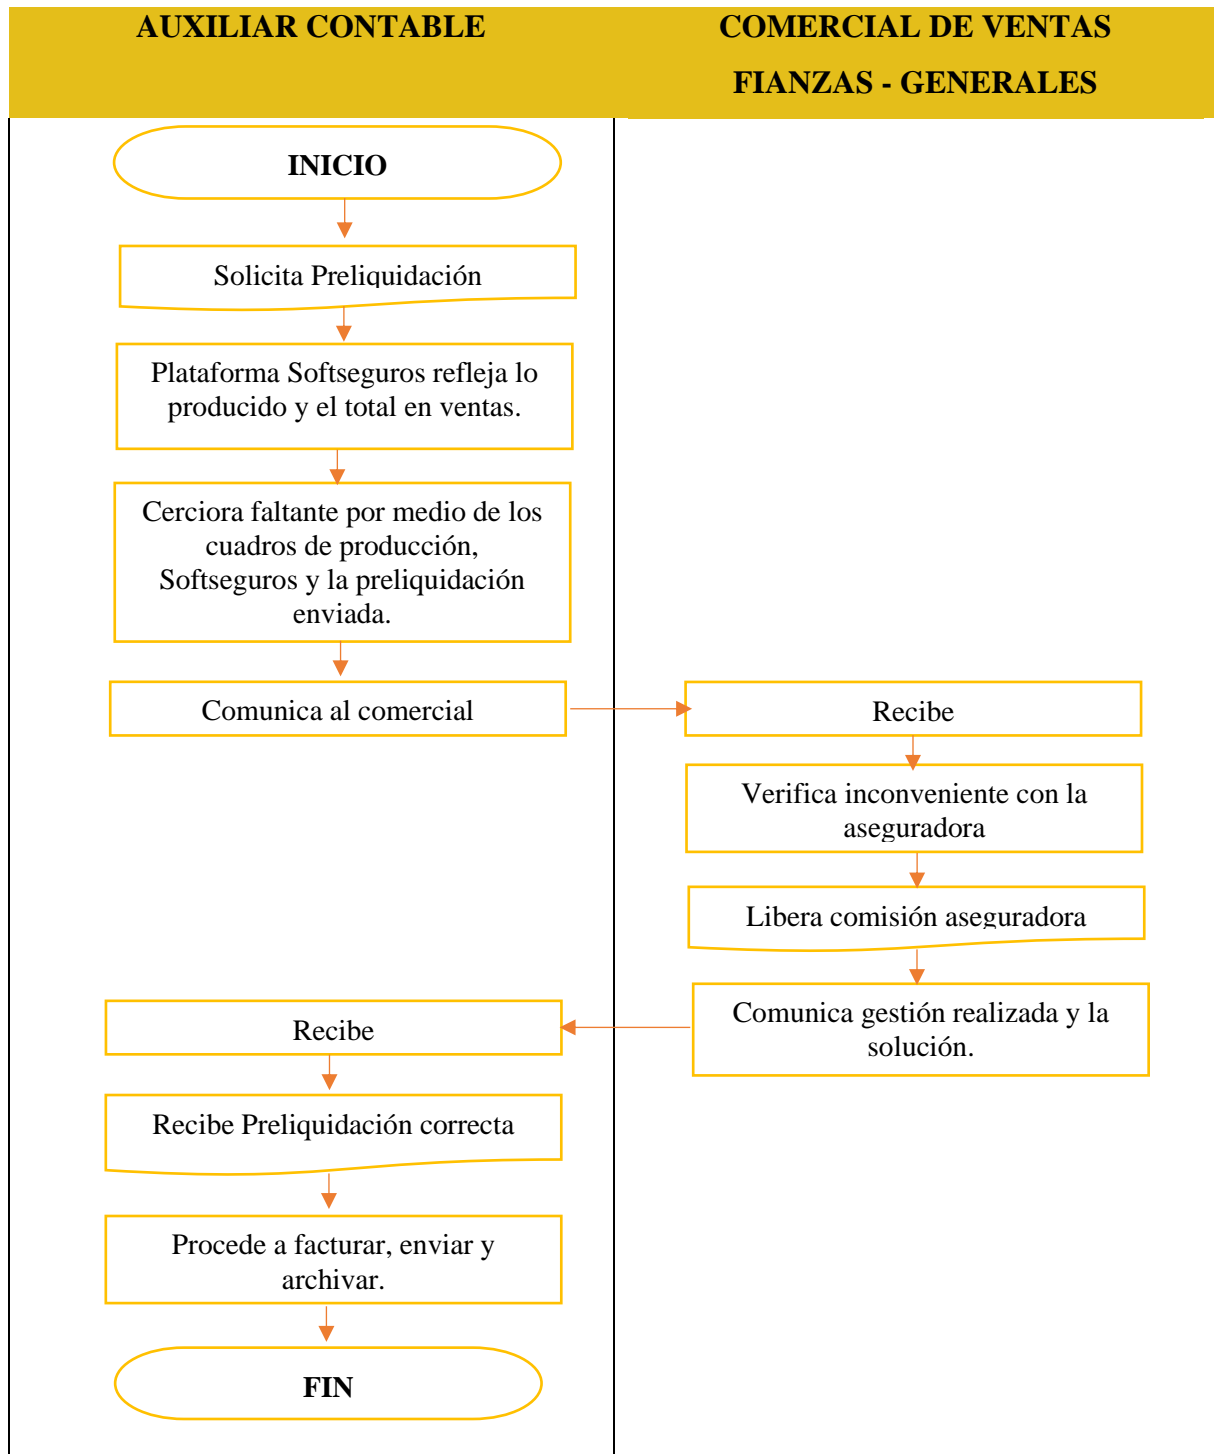 AUXILIAR CONTABLE
COMERCIAL DE VENTAS
FIANZAS - GENERALES
INICIO
Solicita Preliquidación
Plataforma Softseguros refleja lo
producido y el total en ventas.
Cerciora faltante por medio de los
cuadros de producción,
Softseguros y la preliquidación
enviada.
Comunica al comercial
Recibe
Verifica inconveniente con la
aseguradora
Libera comisión aseguradora
Comunica gestión realizada y la
solución.
Recibe
Recibe Preliquidación correcta
Procede a facturar, enviar y
archivar.
FIN